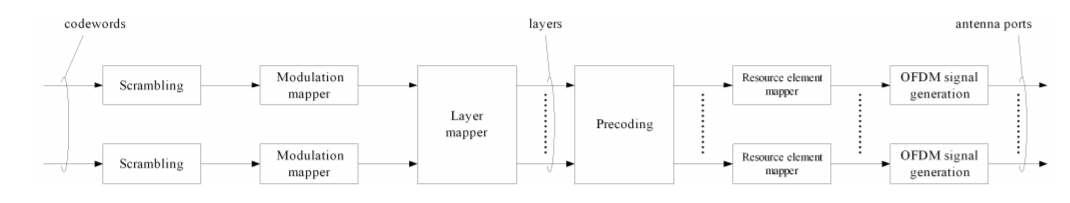 codewords
layers
antenna ports
Scrambling
Modulation
mapper
Layer
mapper
Precoding
Resource element
mapper
OFDM signal
generation
Scrambling
Modulation
mapper
Resource element
mapper
OFDM signal
generation